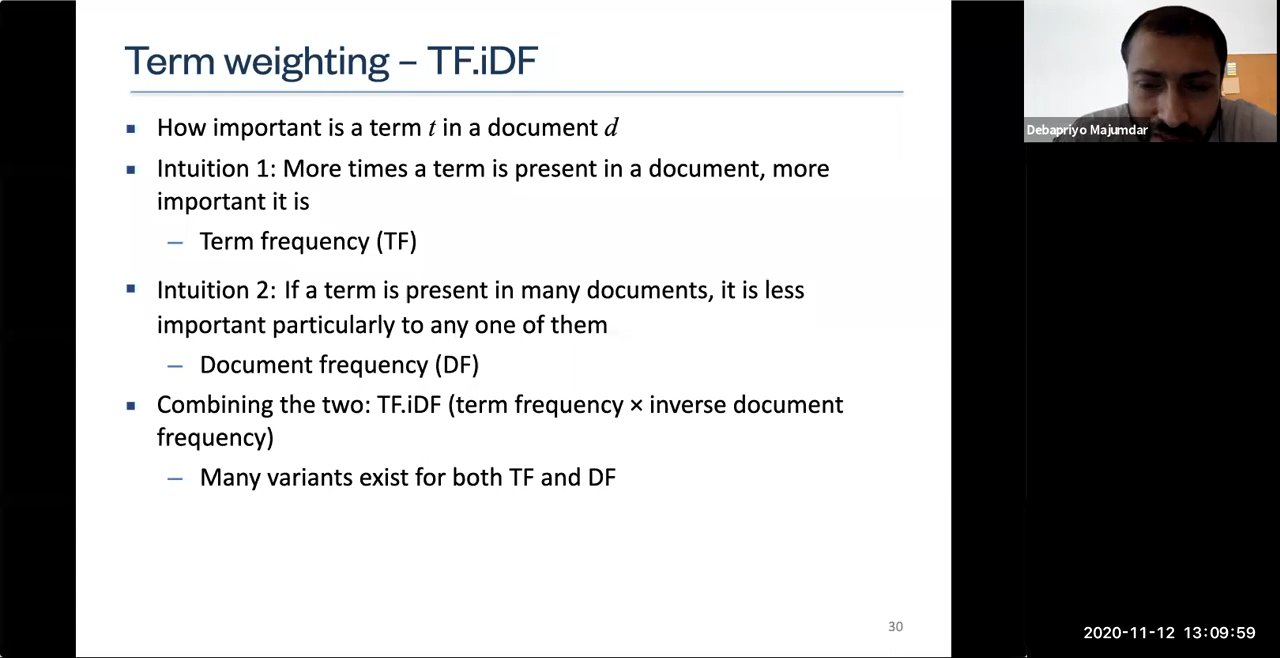 Term weighting – TF.iDF
▪ How important is a term t in a document d
▪ Intuition 1: More times a term is present in a document, more
important it is
– Term frequency (TF)
▪ Intuition 2: If a term is present in many documents, it is less
important particularly to any one of them
– Document frequency (DF)
▪ Combining the two: TF.iDF (term frequency × inverse document
frequency)
– Many variants exist for both TF and DF
30
Debapriyo Majumdar
2020-11-12 13:09:59